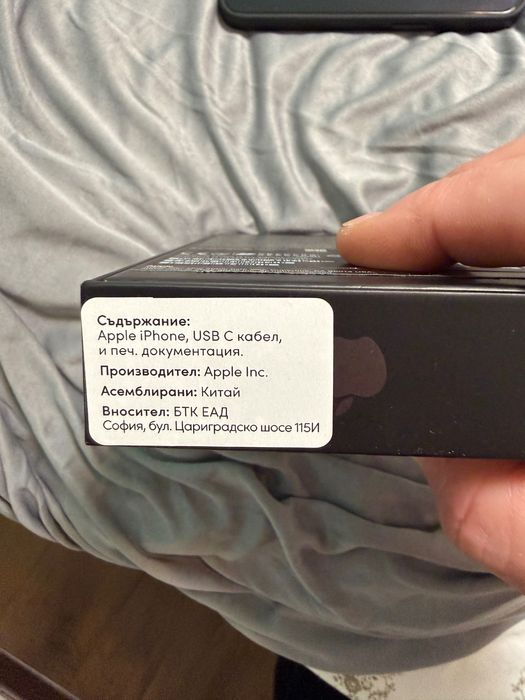 Съдържание:
Apple iPhone, USB C кабел,
и печ. документация.
Производител: Apple Inc.
Асемблирани: Китай
Вносител: БТК ЕАД
София, бул. Цариградско шосе 115И